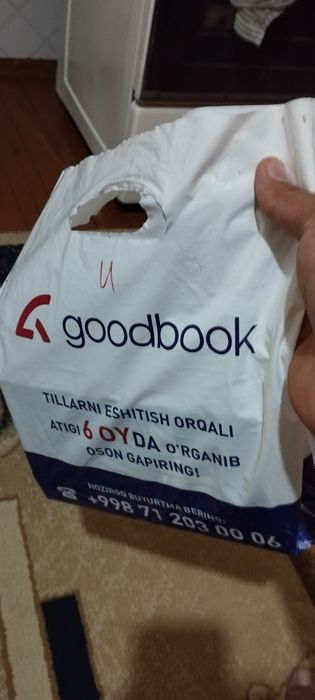 И
goodbook
TILLARNI ESHITISH ORQALI
ATIGI 6 OYDA O'RGANIB
OSON GAPIRING!
HOZIROQ BUYURTMA BERING:
+998 71 203 00 06